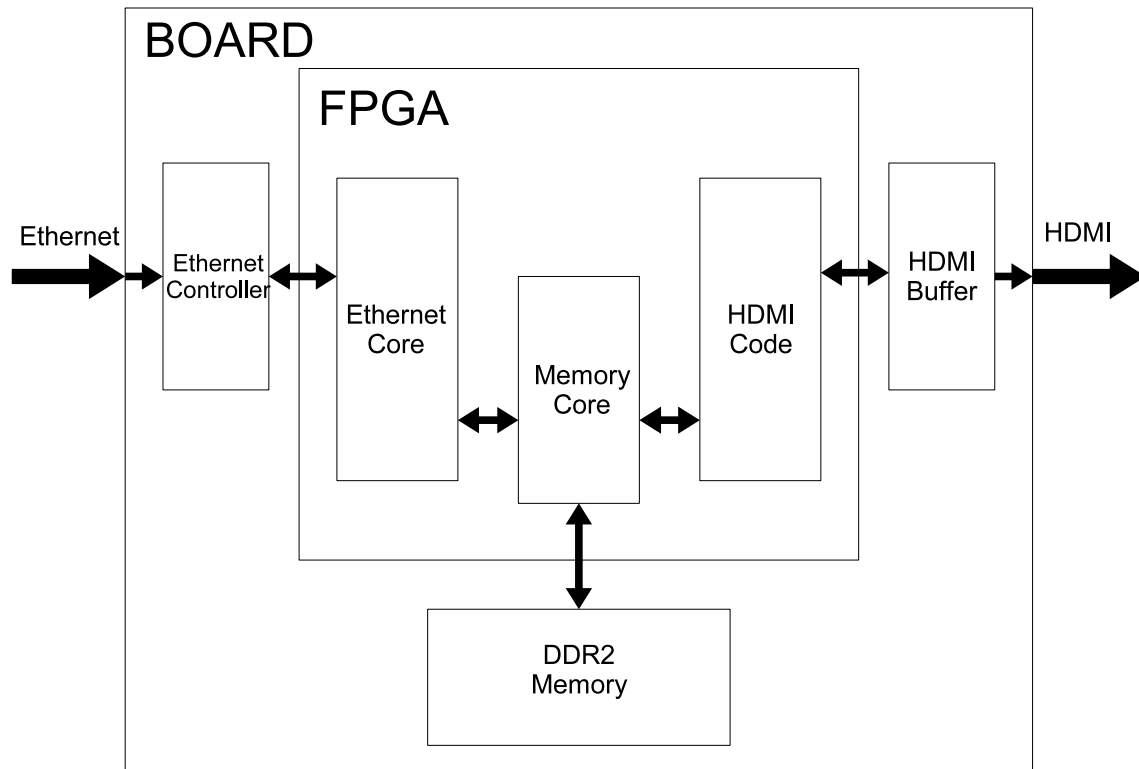 BOARD
FPGA
Ethernet
Ethernet
Controller
Ethernet
Core
Memory
Core
HDMI
Code
HDMI
Buffer
HDMI
DDR2
Memory